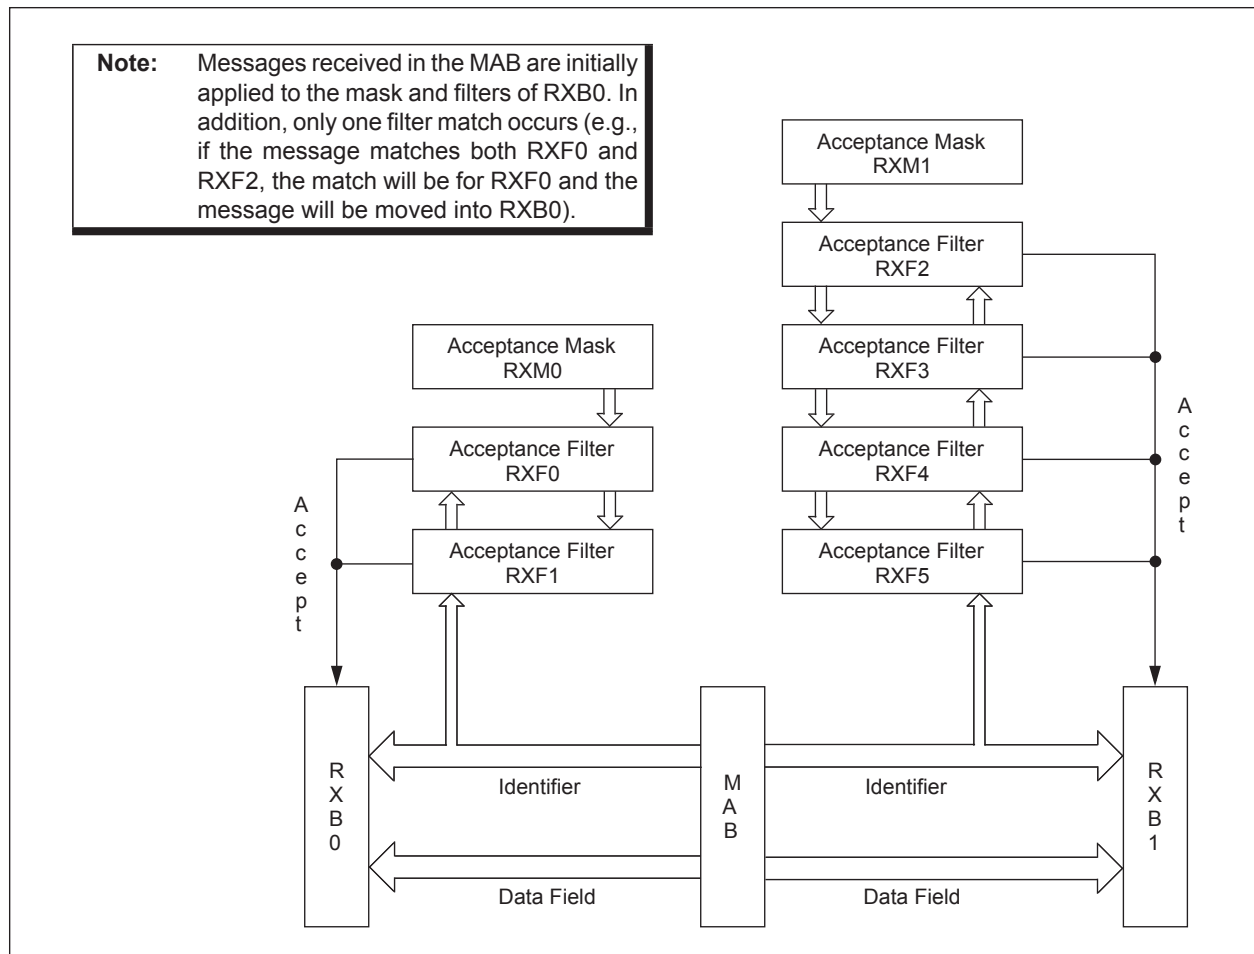 Note: Messages received in the MAB are initially
applied to the mask and filters of RXB0. In
addition, only one filter match occurs (e.g.,
if the message matches both RXF0 and
RXF2, the match will be for RXF0 and the
message will be moved into RXB0).
Acceptance Mask
RXM1
Acceptance Filter
RXF2
Acceptance Mask
RXM0
Acceptance Filter
RXF3
Acceptance Filter
RXF0
Acceptance Filter
RXF4
Accept
Accept
Acceptance Filter
RXF1
Acceptance Filter
RXF5
RXB0
MAB
RXB1
Identifier
Identifier
Data Field
Data Field